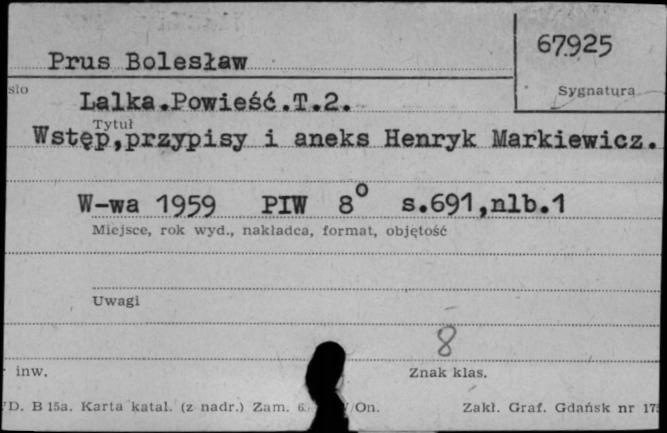 67925
Prus Bolesław
Sygnatura
sło
Lalka.Powieść.T.2.
Tytuł
Wstęp,przypisy i aneks Henryk Markiewicz.
W-wa 1959 PIW 8° s.691,nlb.1
Miejsce, rok wyd., nakładca, format, objętość
Uwagi
8
inw.
Znak klas.
D. B 15a. Karta katal. (z nadr.) Zam. 6. /On. Zakł. Graf. Gdańsk nr